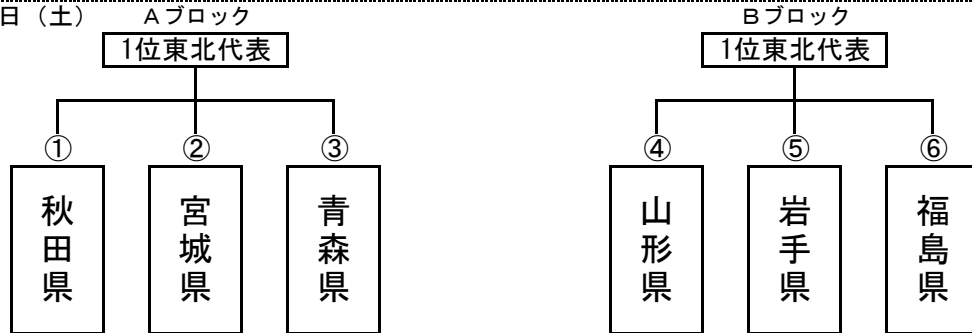 日（土） Aブロック Bブロック
1位東北代表 1位東北代表
① ② ③ ④ ⑤ ⑥
秋田県 宮城県 青森県 山形県 岩手県 福島県